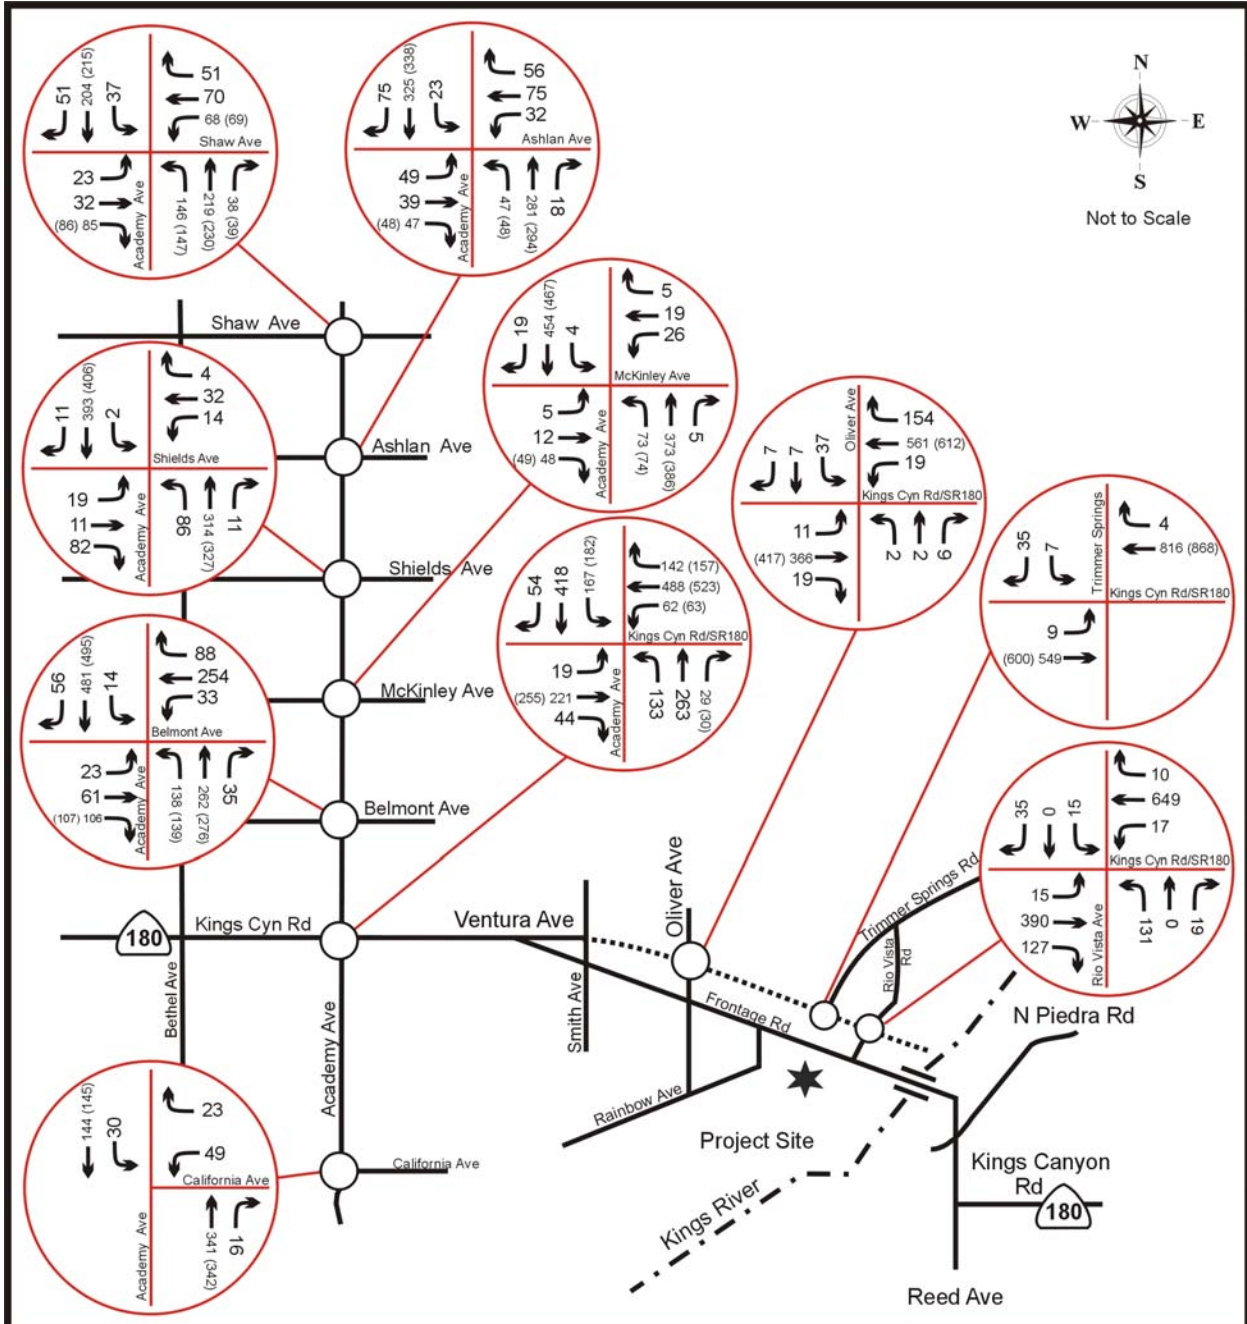 N
W
E
S
Not to Scale
51
204 (215)
37
51
70
68 (69)
Shaw Ave
23
32
(86) 85
Academy Ave
146 (147)
219 (230)
38 (39)
75
325 (338)
23
56
75
32
Ashlan Ave
49
39
(48) 47
Academy Ave
47 (48)
281 (294)
18
Shaw Ave
11
393 (406)
2
4
32
14
Shields Ave
19
11
82
Academy Ave
86
314 (327)
11
Ashlan Ave
19
454 (467)
4
5
19
26
McKinley Ave
5
12
(49) 48
Academy Ave
73 (74)
373 (386)
5
Shields Ave
7
7
37
Oliver Ave
154
561 (612)
19
Kings Cyn Rd/SR180
11
(417) 366
19
2
2
9
35
7
Trimmer Springs
4
816 (868)
Kings Cyn Rd/SR180
9
(600) 549
54
418
167 (182)
142 (157)
488 (523)
62 (63)
Kings Cyn Rd/SR180
19
(255) 221
44
Academy Ave
133
263
29 (30)
56
481 (495)
14
88
254
33
Belmont Ave
23
61
(107) 106
Academy Ave
138 (139)
262 (276)
35
McKinley Ave
Belmont Ave
35
0
15
10
649
17
Kings Cyn Rd/SR180
15
390
127
Rio Vista Ave
131
0
19
180
Kings Cyn Rd
Ventura Ave
Oliver Ave
Trimmer Springs Rd
Rio Vista
Rd
Bethel Ave
Academy Ave
Smith Ave
Frontage Rd
N Piedra Rd
Rainbow Ave
Project Site
Kings River
Kings Canyon
Rd
180
Reed Ave
144 (145)
30
23
49
California Ave
Academy Ave
341 (342)
16
California Ave